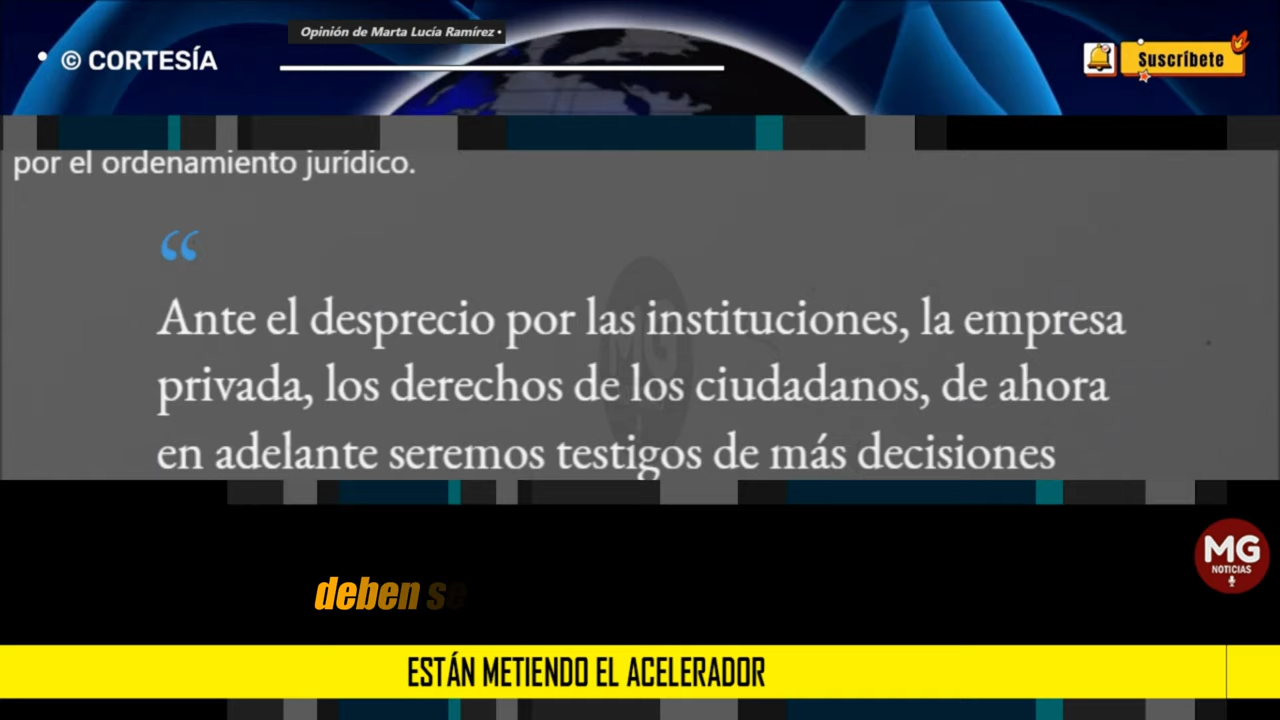 Opinión de Marta Lucía Ramírez •
• © CORTESÍA
Suscríbete
por el ordenamiento jurídico.
“
Ante el desprecio por las instituciones, la empresa
privada, los derechos de los ciudadanos, de ahora
en adelante seremos testigos de más decisiones
MG
NOTICIAS
deben se
ESTÁN METIENDO EL ACELERADOR